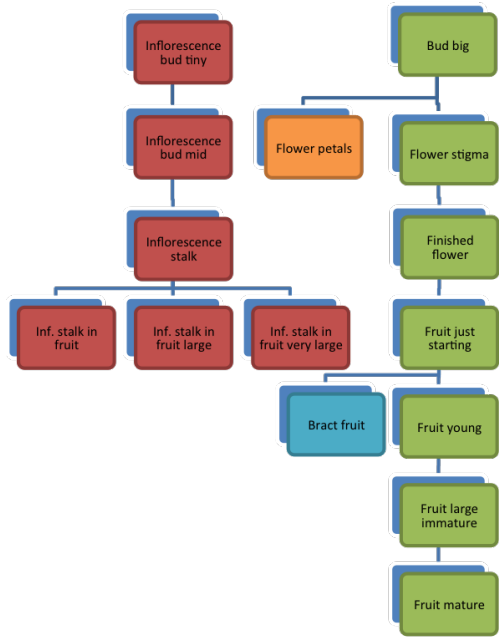 Inflorescence
bud tiny
Inflorescence
bud mid
Inflorescence
stalk
Inf. stalk in
fruit
Inf. stalk in
fruit large
Inf. stalk in
fruit very large
Bud big
Flower petals
Flower stigma
Finished
flower
Fruit just
starting
Bract fruit
Fruit young
Fruit large
immature
Fruit mature